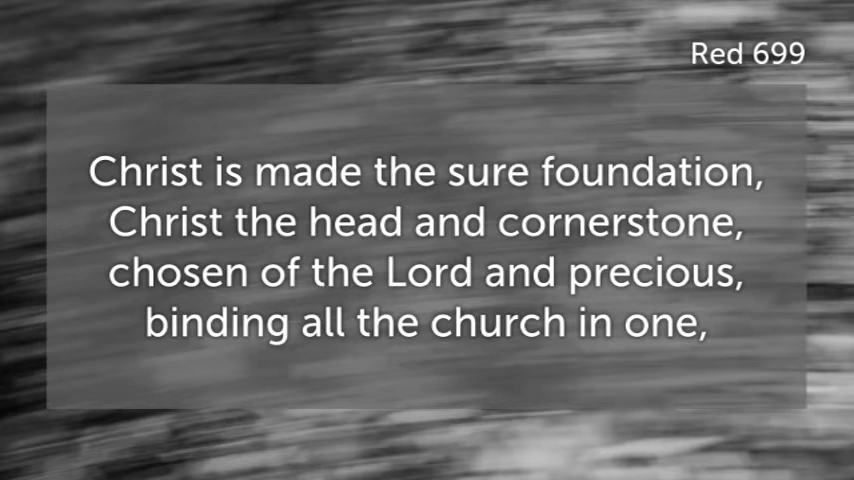 Red 699
Christ is made the sure foundation,
Christ the head and cornerstone,
chosen of the Lord and precious,
binding all the church in one,